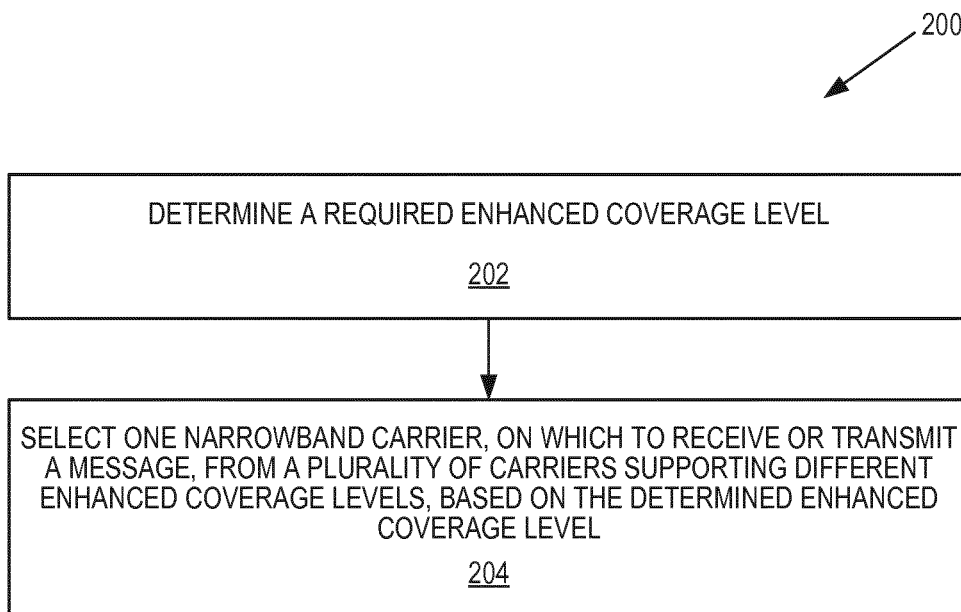 200
DETERMINE A REQUIRED ENHANCED COVERAGE LEVEL
202
SELECT ONE NARROWBAND CARRIER, ON WHICH TO RECEIVE OR TRANSMIT
A MESSAGE, FROM A PLURALITY OF CARRIERS SUPPORTING DIFFERENT
ENHANCED COVERAGE LEVELS, BASED ON THE DETERMINED ENHANCED
COVERAGE LEVEL
204